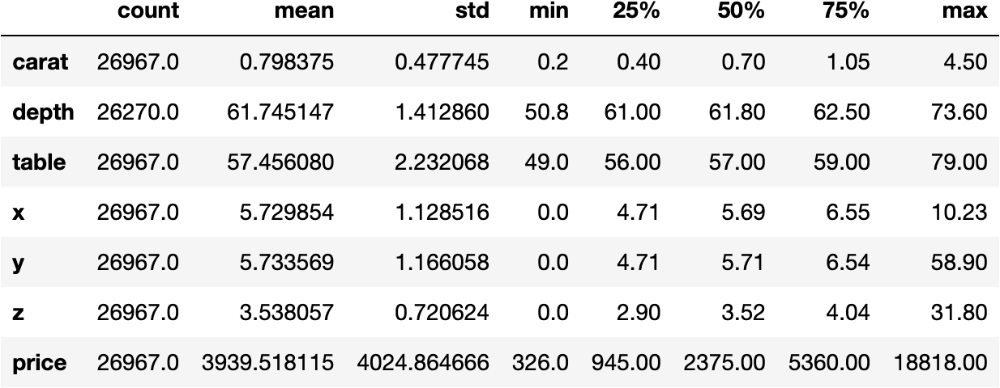 count mean std min 25% 50% 75% max
carat 26967.0 0.798375 0.477745 0.2 0.40 0.70 1.05 4.50
depth 26270.0 61.745147 1.412860 50.8 61.00 61.80 62.50 73.60
table 26967.0 57.456080 2.232068 49.0 56.00 57.00 59.00 79.00
x 26967.0 5.729854 1.128516 0.0 4.71 5.69 6.55 10.23
y 26967.0 5.733569 1.166058 0.0 4.71 5.71 6.54 58.90
z 26967.0 3.538057 0.720624 0.0 2.90 3.52 4.04 31.80
price 26967.0 3939.518115 4024.864666 326.0 945.00 2375.00 5360.00 18818.00